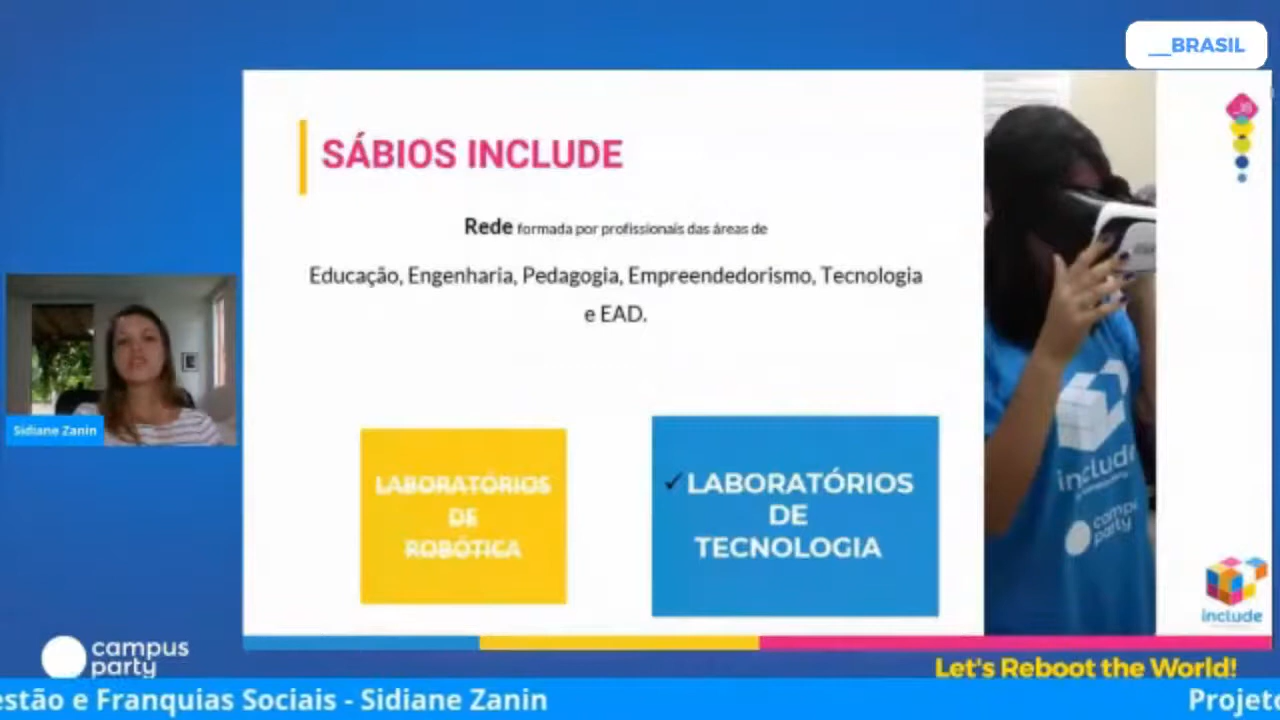 __BRASIL
SÁBIOS INCLUDE
Rede formada por profissionais das áreas de
Educação, Engenharia, Pedagogia, Empreendedorismo, Tecnologia
e EAD.
Sidiane Zanin
LABORATÓRIOS
DE
ROBÓTICA
✓LABORATÓRIOS
DE
TECNOLOGIA
include
campus
party
include
campus
party
Let's Reboot the World!
estão e Franquias Sociais - Sidiane Zanin
Projeto